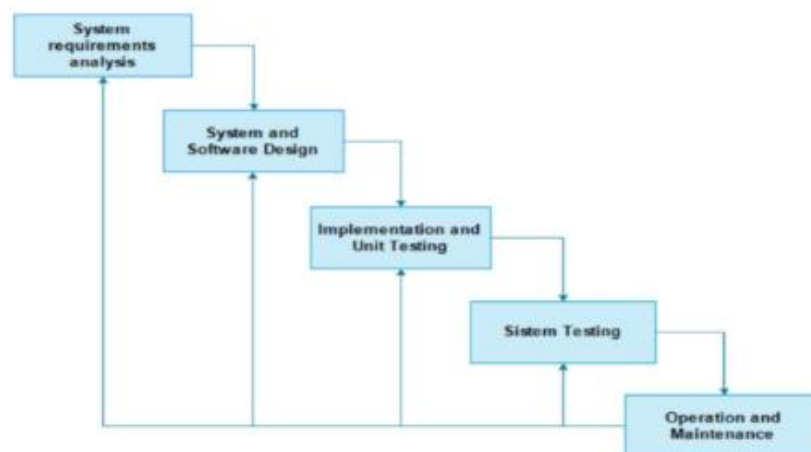 System
requirements
analysis
System and
Software Design
Implementation and
Unit Testing
Sistem Testing
Operation and
Maintenance